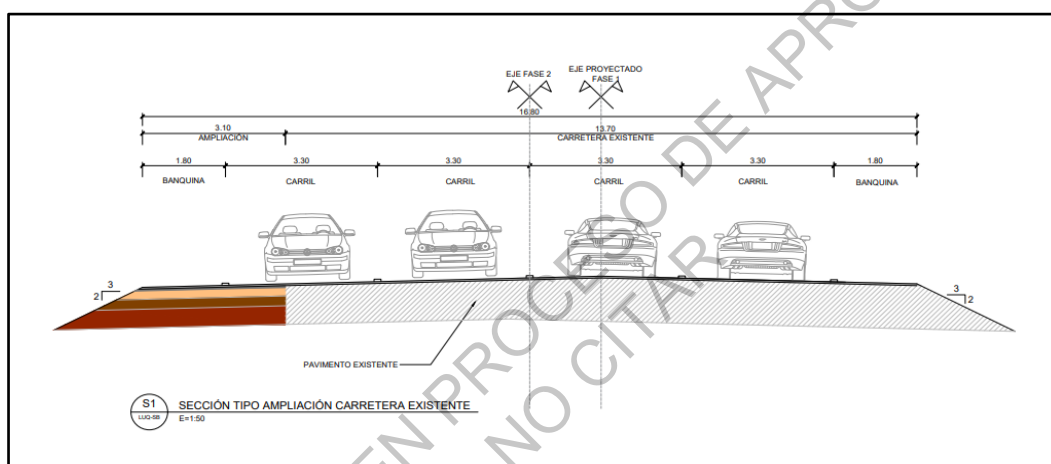 EJE FASE 2
EJE PROYECTADO
FASE 1
16.80
3.10
13.70
AMPLIACIÓN
CARRETERA EXISTENTE
1.80
3.30
3.30
3.30
3.30
1.80
BANQUINA
CARRIL
CARRIL
CARRIL
CARRIL
BANQUINA
3
2
3
2
PAVIMENTO EXISTENTE
S1
LUQ-SB
SECCIÓN TIPO AMPLIACIÓN CARRETERA EXISTENTE
E=1:50
EN PROCESO DE APRO
NO CITAR